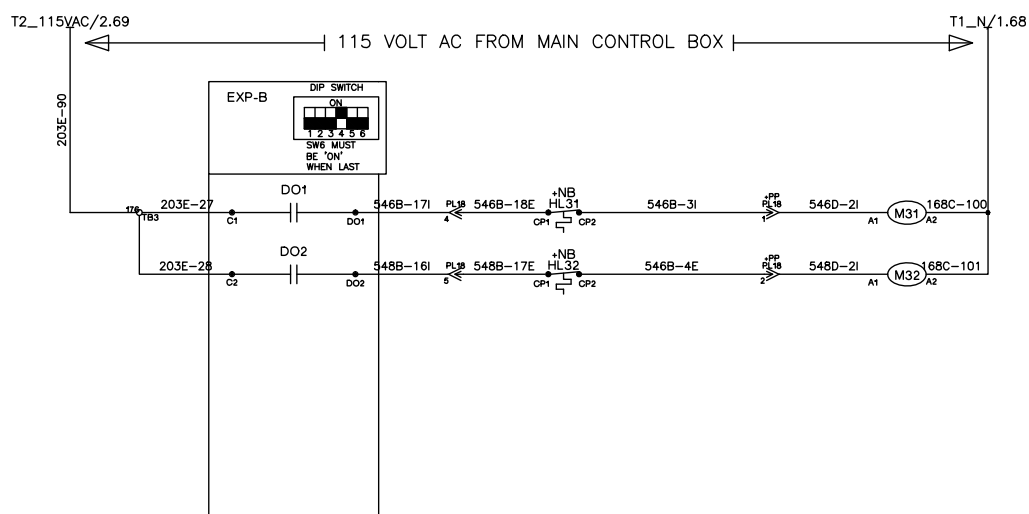 T2_115VAC/2.69
T1_N/1.68
115 VOLT AC FROM MAIN CONTROL BOX
203E-90
EXP-B
DIP SWITCH
ON
1 2 3 4 5 6
SW6 MUST
BE 'ON'
WHEN LAST
176
TB3
203E-27
C1
DO1
DO1
546B-17I
PL18
4
546B-18E
+NB
HL31
CP1
CP2
546B-3I
+PP
PL18
1
546D-2I
A1
M31
A2
168C-100
203E-28
C2
DO2
DO2
548B-16I
PL18
5
548B-17E
+NB
HL32
CP1
CP2
546B-4E
+PP
PL18
2
548D-2I
A1
M32
A2
168C-101